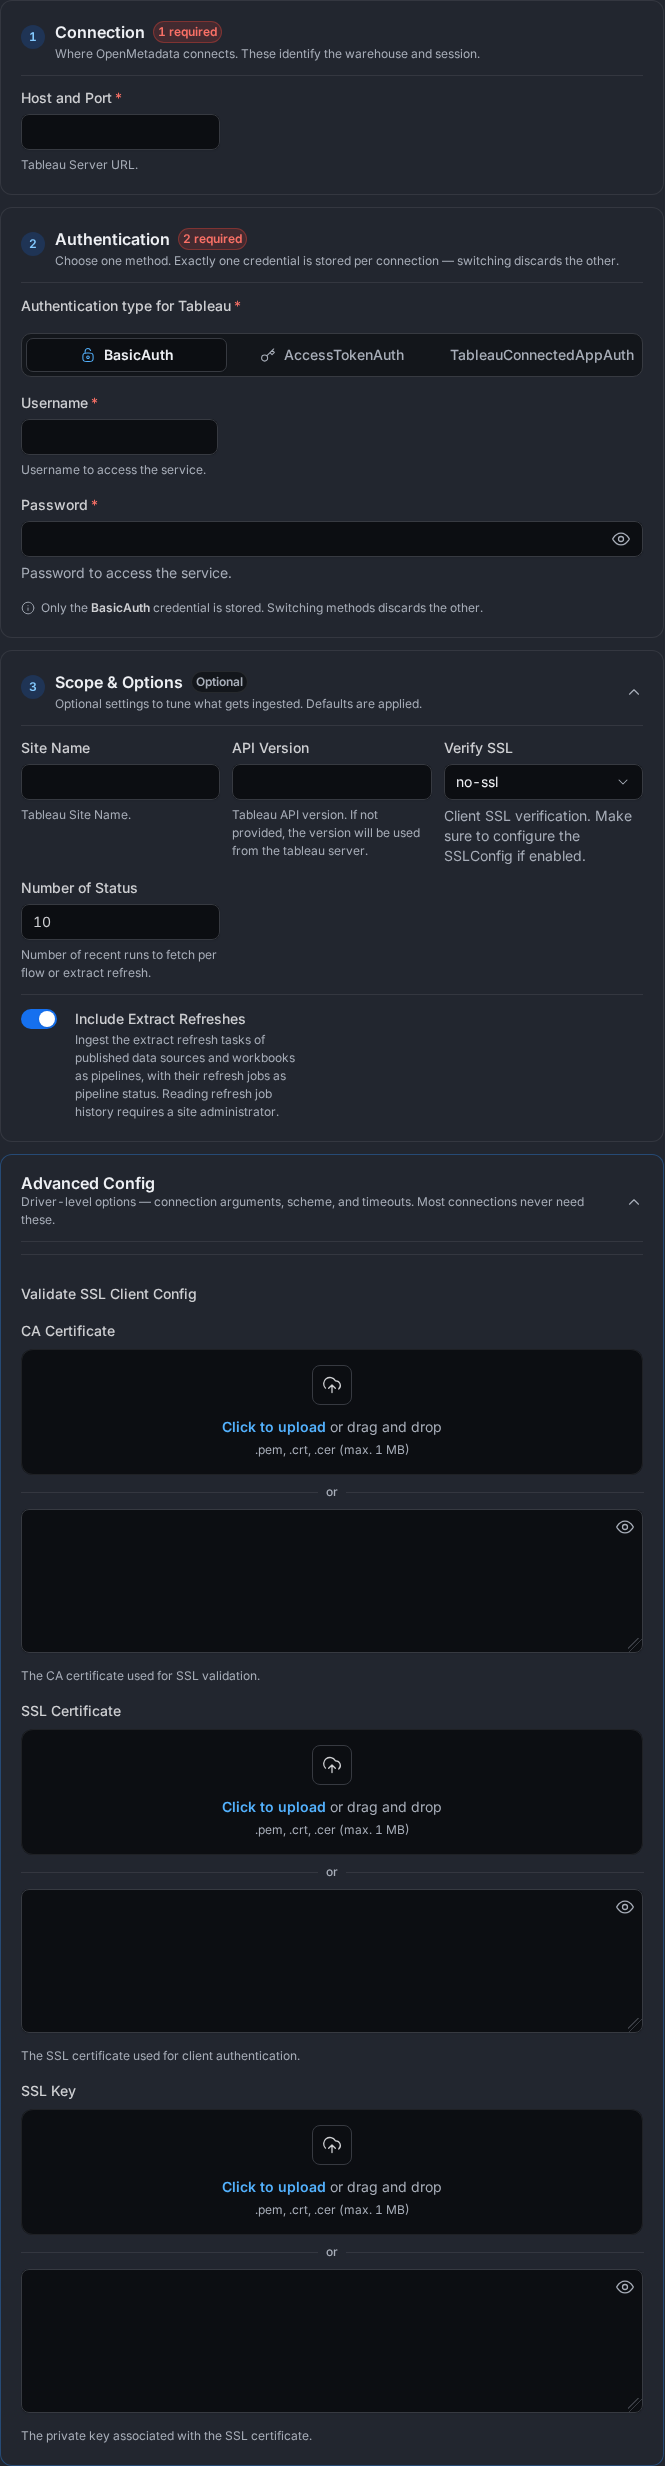 1
Connection 1 required
Where OpenMetadata connects. These identify the warehouse and session.
Host and Port *
Tableau Server URL.
2
Authentication 2 required
Choose one method. Exactly one credential is stored per connection — switching discards the other.
Authentication type for Tableau *
BasicAuth AccessTokenAuth TableauConnectedAppAuth
Username *
Username to access the service.
Password *
Password to access the service.
Only the BasicAuth credential is stored. Switching methods discards the other.
3
Scope & Options Optional
Optional settings to tune what gets ingested. Defaults are applied.
Site Name
Tableau Site Name.
API Version
Tableau API version. If not
provided, the version will be used
from the tableau server.
Verify SSL
no-ssl
Client SSL verification. Make
sure to configure the
SSLConfig if enabled.
Number of Status
10
Number of recent runs to fetch per
flow or extract refresh.
Include Extract Refreshes
Ingest the extract refresh tasks of
published data sources and workbooks
as pipelines, with their refresh jobs as
pipeline status. Reading refresh job
history requires a site administrator.
Advanced Config
Driver-level options — connection arguments, scheme, and timeouts. Most connections never need
these.
Validate SSL Client Config
CA Certificate
Click to upload or drag and drop
.pem, .crt, .cer (max. 1 MB)
or
The CA certificate used for SSL validation.
SSL Certificate
Click to upload or drag and drop
.pem, .crt, .cer (max. 1 MB)
or
The SSL certificate used for client authentication.
SSL Key
Click to upload or drag and drop
.pem, .crt, .cer (max. 1 MB)
or
The private key associated with the SSL certificate.